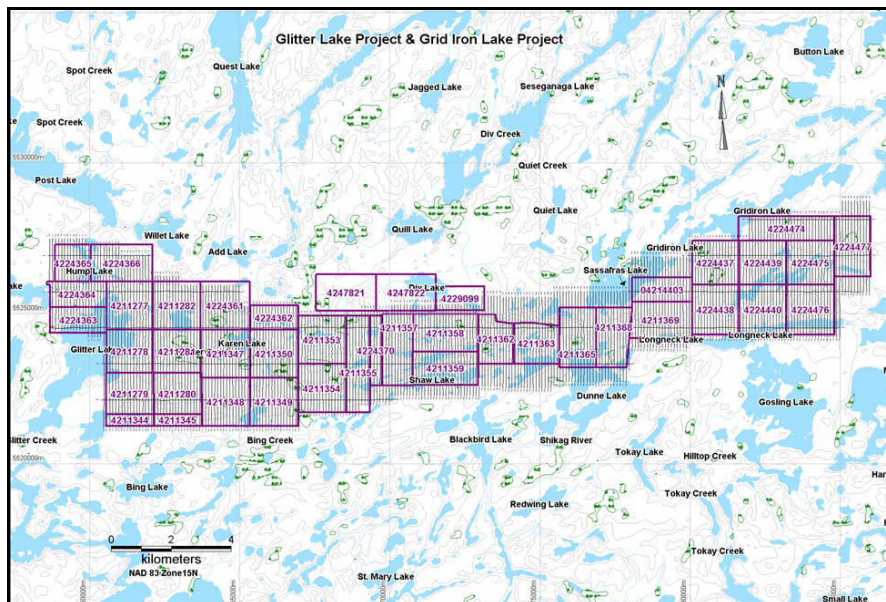 Glitter Lake Project & Grid Iron Lake Project
Button Lake
Spot Creek
Quest Lake
Jagged Lake
Seseganaga Lake
N
Spot Creek
Div Creek
5530000m
Quiet Creek
Post Lake
Quill Lake
Quiet Lake
Gridiron Lake
Willet Lake
4224474
Add Lake
Gridiron Lake
4224477
4224365
4224366
4224437
4224439
4224475
Hump Lake
Sassafras Lake
4247821
4247822
Div Lake
4229099
04214403
4224364
4211277
4211282
4224361
5525000m
4224438
4224440
4224476
4224363
4224362
4211369
4211357
4211358
4211368
4211353
4211362
4211363
Longneck Lake
Longneck Lake
Glitter Lake
4211278
Karen Lake
4211347
4211350
4224370
4211365
4211359
4211355
Shaw Lake
4211279
4211280
4211354
Dunne Lake
4211348
4211349
Gosling Lake
4211344
4211345
Glitter Creek
Bing Creek
Blackbird Lake
Shikag River
Tokay Lake
Hilltop Creek
5520000m
Bing Lake
Redwing Lake
Tokay Creek
0 2 4
kilometers
NAD 83 Zone15N
Tokay Creek
St. Mary Lake
Small Lake